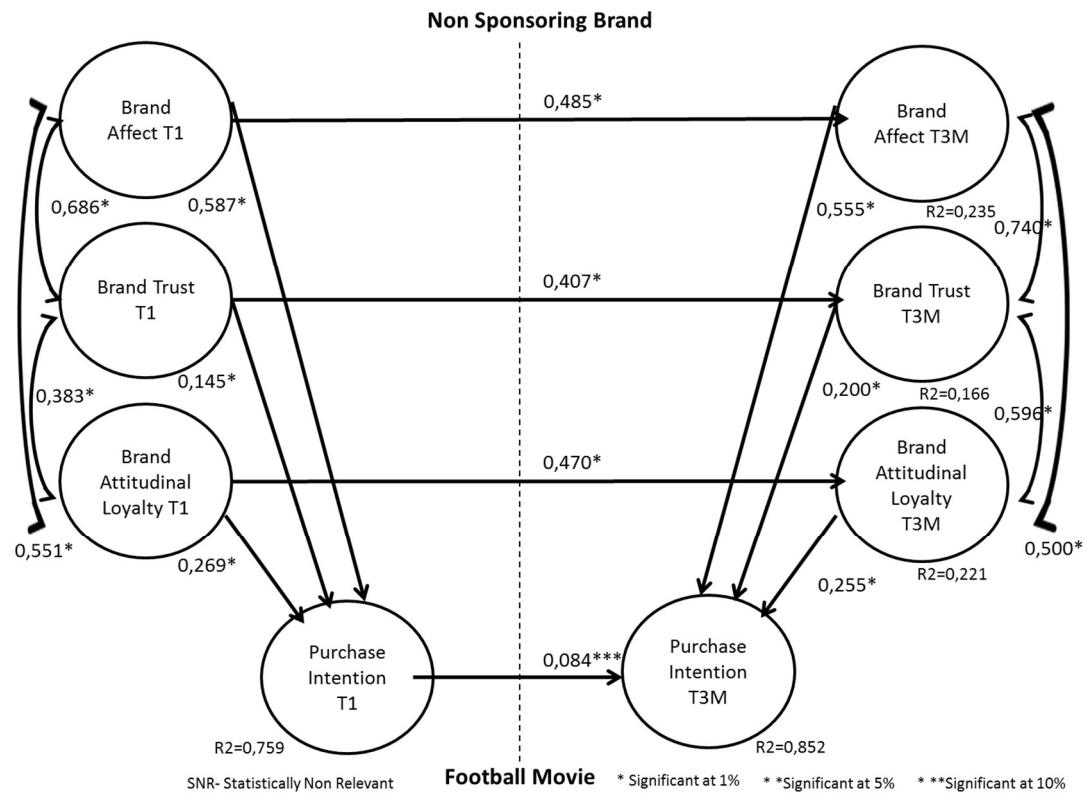 Non Sponsoring Brand
Brand
Affect T1
0,485*
Brand
Affect T3M
0,686*
0,587*
0,555*
R2=0,235
0,740*
Brand Trust
T1
0,407*
Brand Trust
T3M
0,383*
0,145*
0,200*
R2=0,166
0,596*
Brand
Attitudinal
Loyalty T1
0,470*
Brand
Attitudinal
Loyalty
T3M
0,551*
0,269*
0,255*
R2=0,221
0,500*
Purchase
Intention
T1
0,084***
Purchase
Intention
T3M
R2=0,759
R2=0,852
SNR- Statistically Non Relevant
Football Movie
* Significant at 1%
* *Significant at 5%
* **Significant at 10%